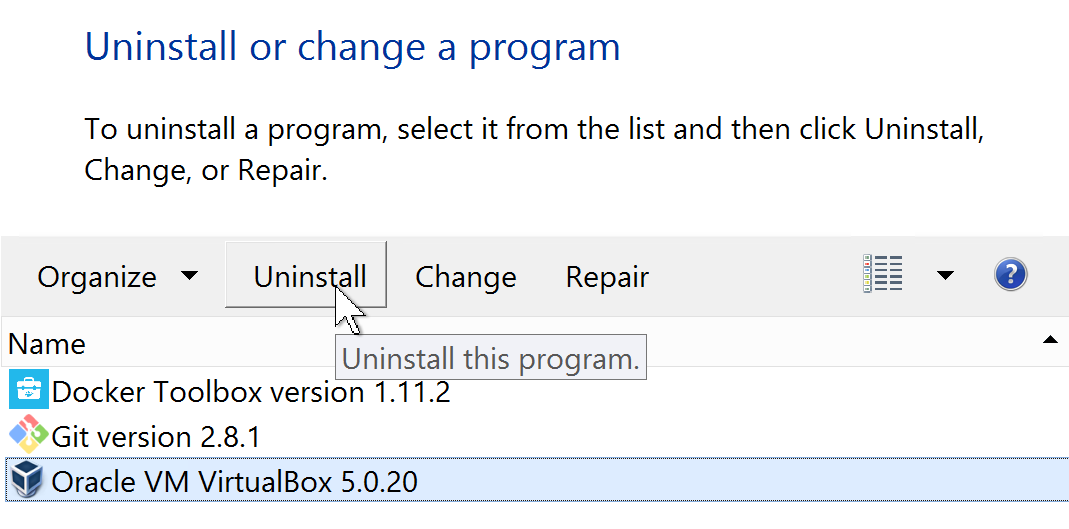 Uninstall or change a program
To uninstall a program, select it from the list and then click Uninstall,
Change, or Repair.
Organize Uninstall Change Repair ?
Name
Uninstall this program.
Docker Toolbox version 1.11.2
Git version 2.8.1
Oracle VM VirtualBox 5.0.20